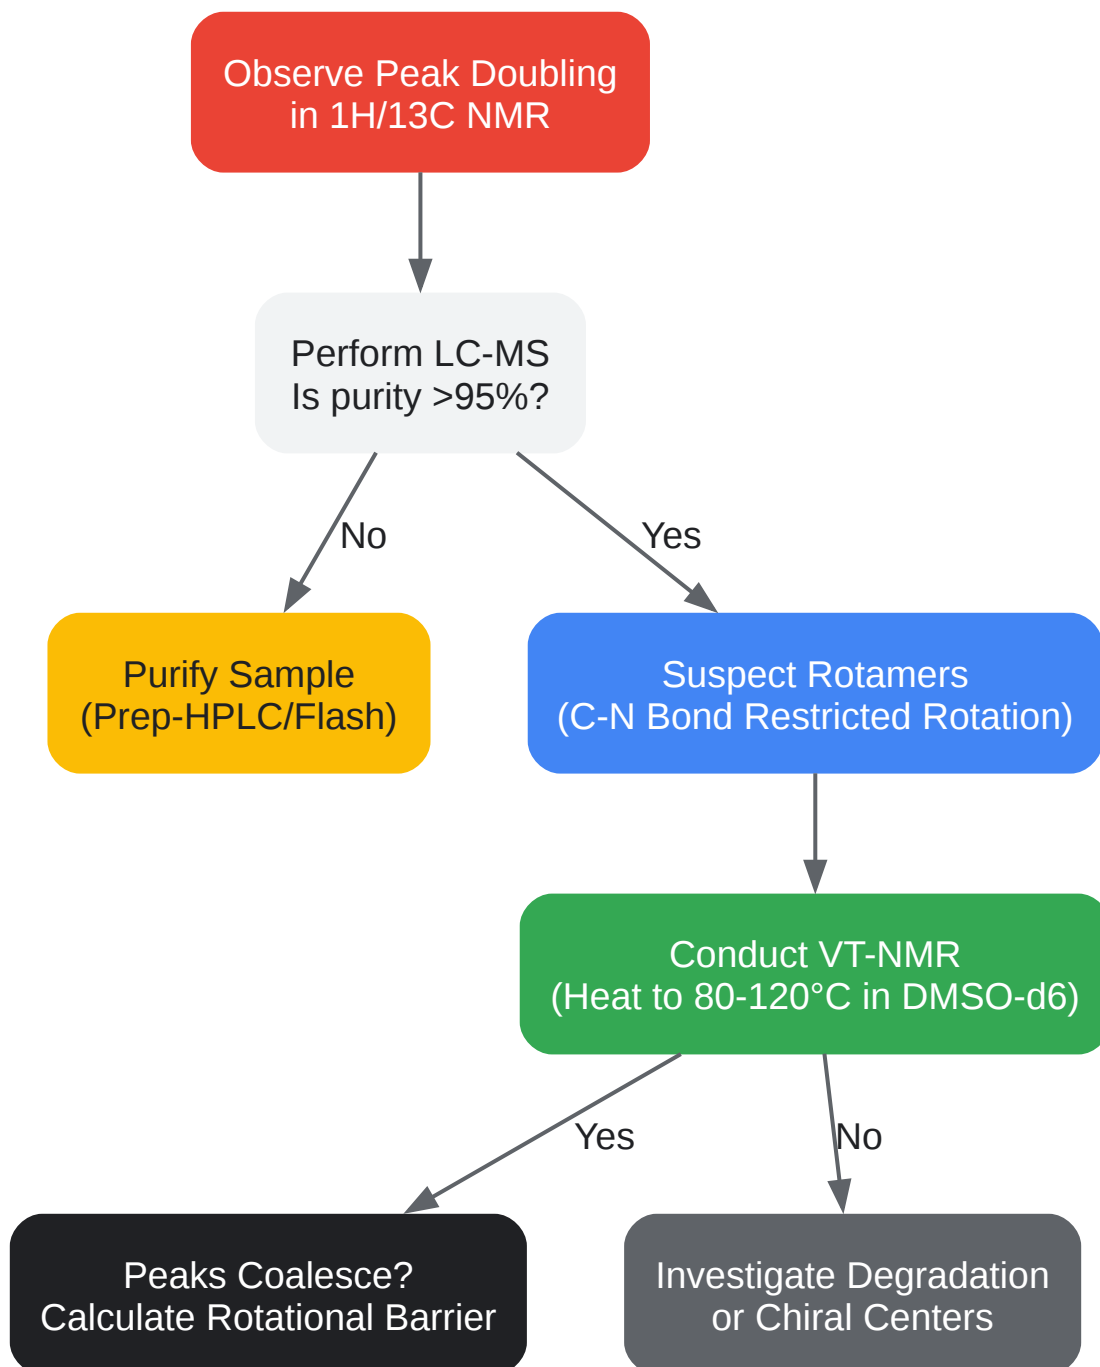 Observe Peak Doubling
in 1H/13C NMR
Perform LC-MS
Is purity >95%?
No
Yes
Purify Sample
(Prep-HPLC/Flash)
Suspect Rotamers
(C-N Bond Restricted Rotation)
Conduct VT-NMR
(Heat to 80-120°C in DMSO-d6)
Yes
No
Peaks Coalesce?
Calculate Rotational Barrier
Investigate Degradation
or Chiral Centers